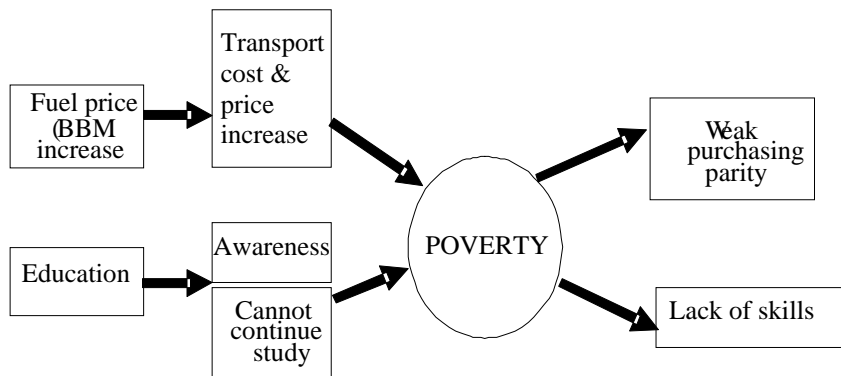 Transport
cost &
price
increase
Fuel price
(BBM
increase
Weak
purchasing
parity
Education
Awareness
Cannot
continue
study
POVERTY
Lack of skills